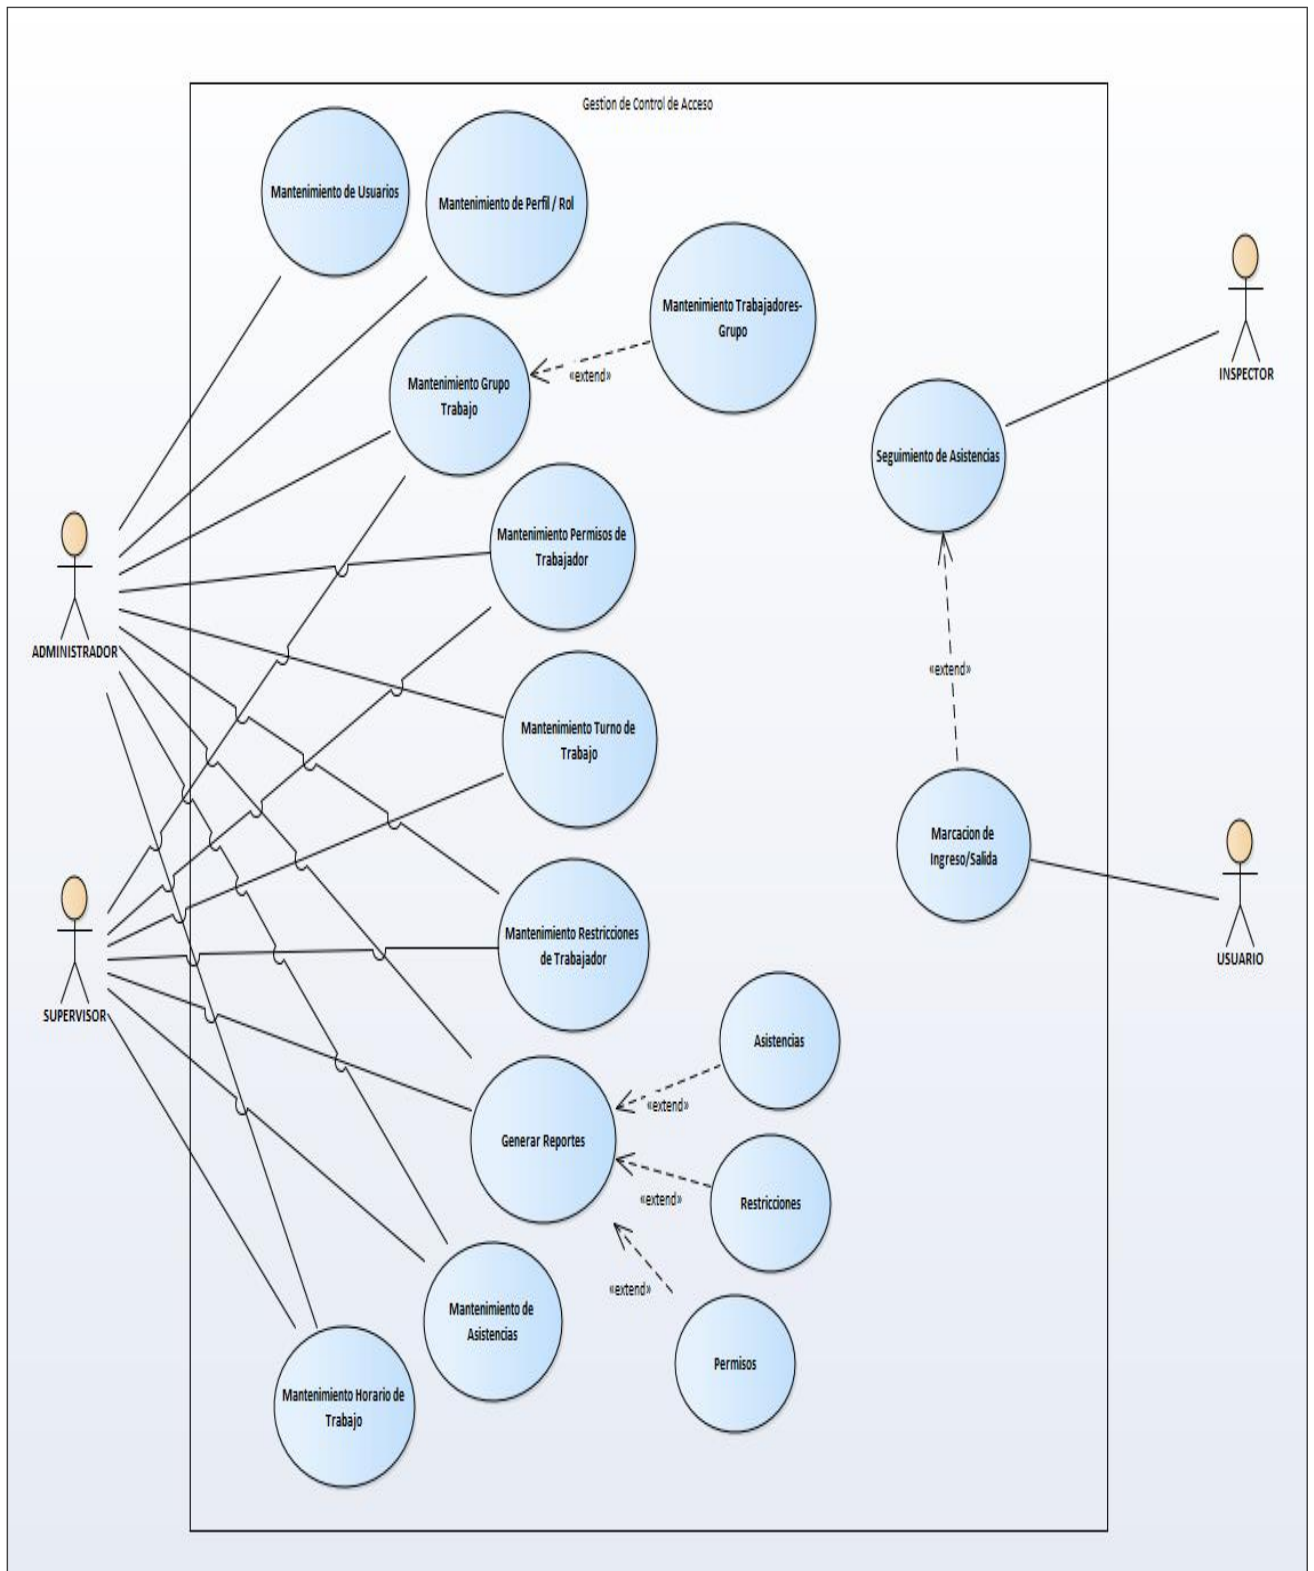 Gestion de Control de Acceso
Mantenimiento de Usuarios
Mantenimiento de Perfil / Rol
Mantenimiento Trabajadores-
Grupo
Mantenimiento Grupo
Trabajo
«extend»
INSPECTOR
Seguimiento de Asistencias
Mantenimiento Permisos de
Trabajador
ADMINISTRADOR
«extend»
Mantenimiento Turno de
Trabajo
Marcacion de
Ingreso/Salida
Mantenimiento Restricciones
de Trabajador
USUARIO
SUPERVISOR
Asistencias
«extend»
Generar Reportes
«extend»
Restricciones
«extend»
Mantenimiento de
Asistencias
Permisos
Mantenimiento Horario de
Trabajo